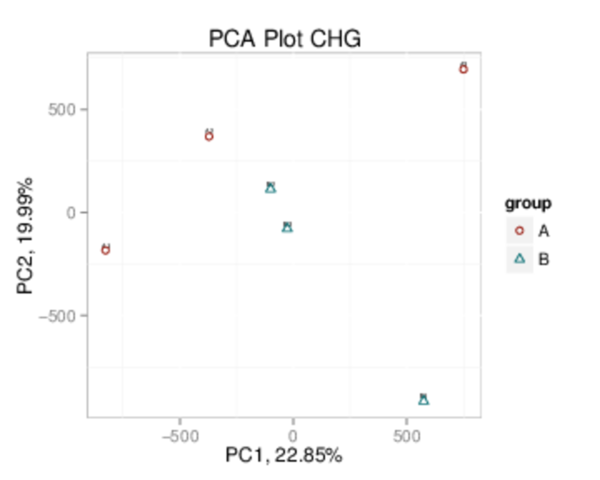 PCA Plot CHG
500
0
−500
PC2, 19.99%
−500
0
500
PC1, 22.85%
group
A
B